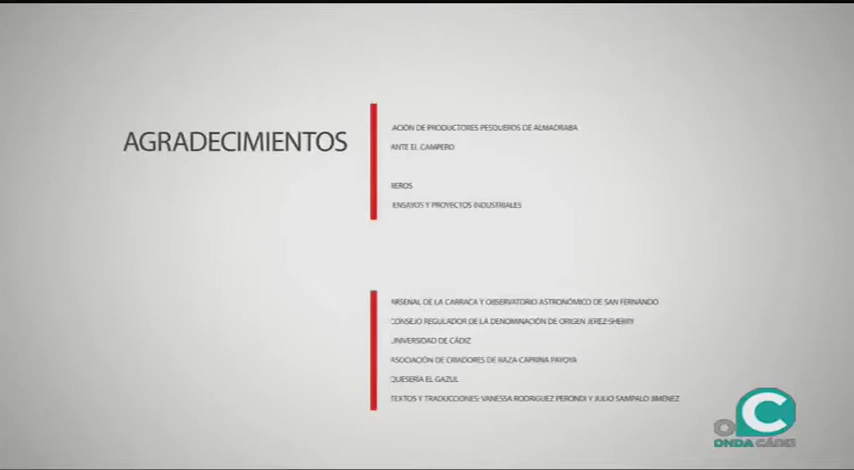 AGRADECIMIENTOS
ACIÓN DE PRODUCTORES PESQUEROS DE ALMADRABA
ANTE EL CAMPERO
ENSAYOS Y PROYECTOS INDUSTRIALES
ARSENAL DE LA CARRACA Y OBSERVATORIO ASTRONÓMICO DE SAN FERNANDO
CONSEJO REGULADOR DE LA DENOMINACIÓN DE ORIGEN JEREZ-SHERRY
UNIVERSIDAD DE CÁDIZ
ASOCIACIÓN DE CRIADORES DE RAZA CAPRINA PAYOYA
QUESERÍA EL GAZUL
TEXTOS Y TRADUCCIONES: VANESSA RODRIGUEZ PERONDI Y JULIO SAMPALO JIMÉNEZ
OC
ONDA CÁDIZ